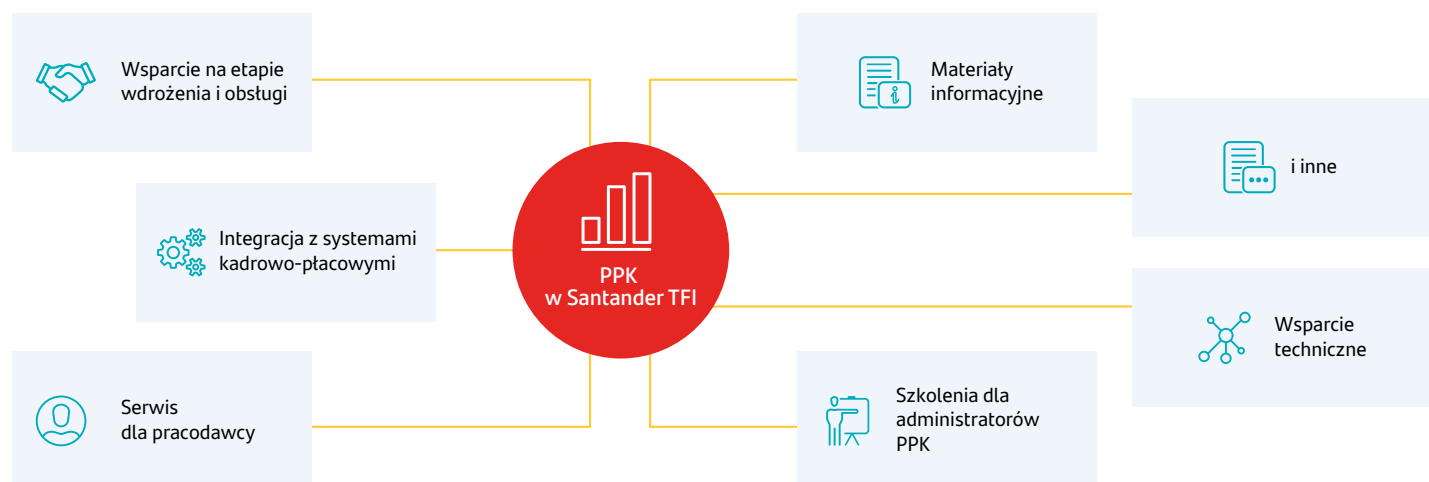 Wsparcie na etapie
wdrożenia i obsługi
Materiały
informacyjne
i inne
Integracja z systemami
kadrowo-płacowymi
PPK
w Santander TFI
Wsparcie
techniczne
Serwis
dla pracodawcy
Szkolenia dla
administratorów
PPK